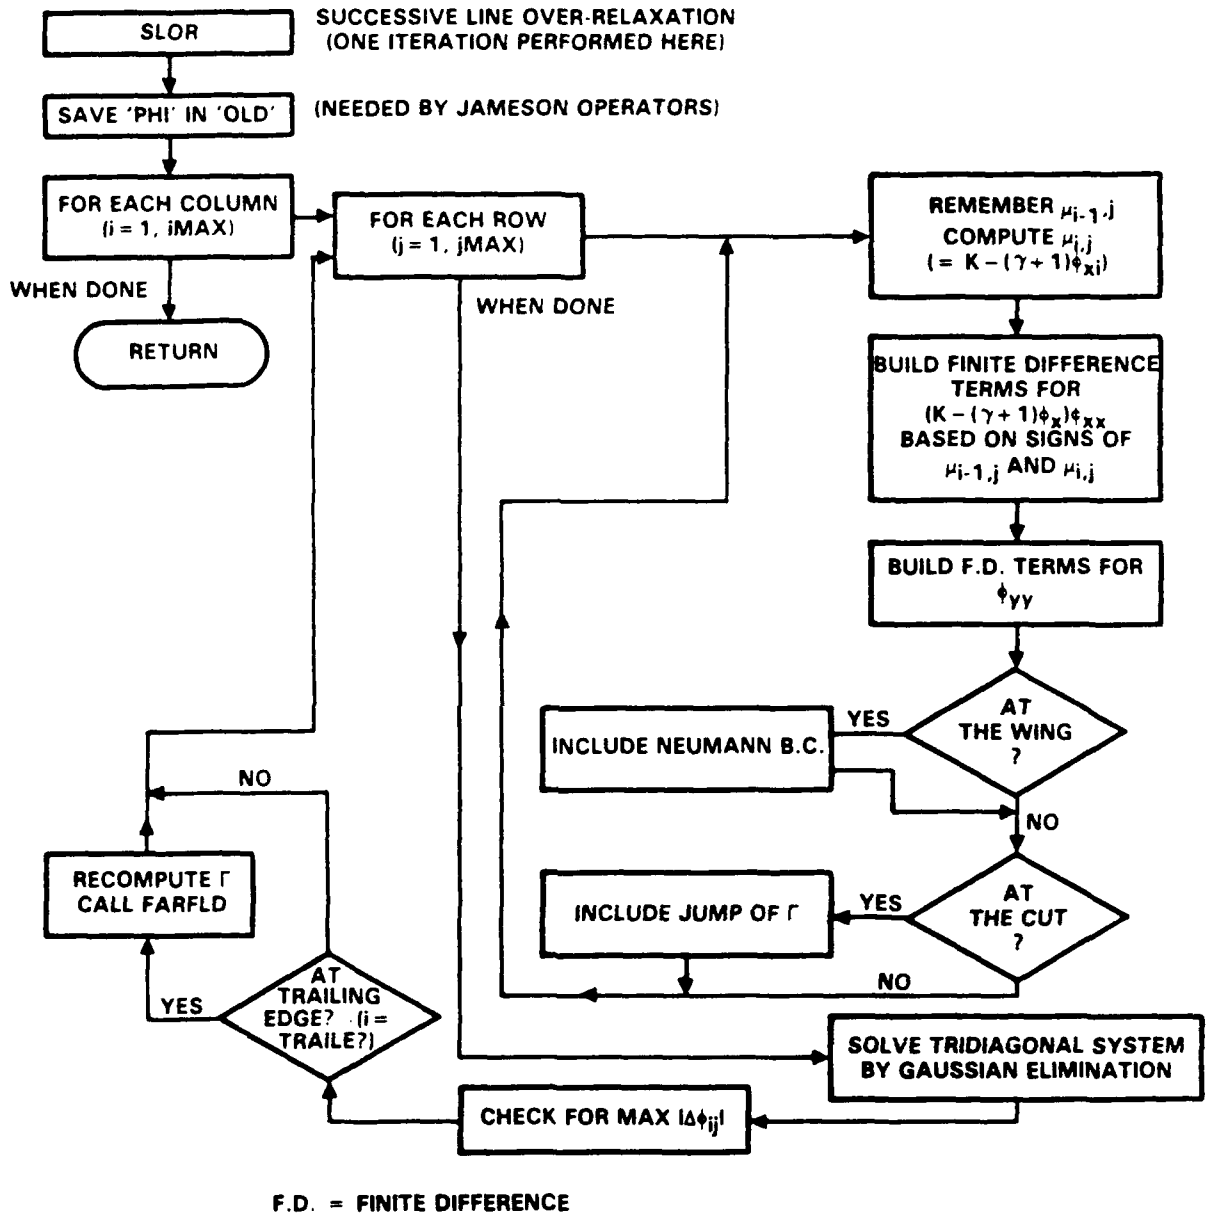 SLOR
SUCCESSIVE LINE OVER-RELAXATION
(ONE ITERATION PERFORMED HERE)
SAVE 'PHI' IN 'OLD'
(NEEDED BY JAMESON OPERATORS)
FOR EACH COLUMN
(i = 1, iMAX)
WHEN DONE
RETURN
FOR EACH ROW
(j = 1, jMAX)
WHEN DONE
REMEMBER μi-1,j
COMPUTE μi,j
(= K − (γ + 1)ϕxi)
BUILD FINITE DIFFERENCE
TERMS FOR
(K − (γ + 1)ϕx)ϕxx
BASED ON SIGNS OF
μi-1,j AND μi,j
BUILD F.D. TERMS FOR
ϕyy
AT
THE WING
?
YES
INCLUDE NEUMANN B.C.
NO
AT
THE CUT
?
YES
INCLUDE JUMP OF Γ
NO
SOLVE TRIDIAGONAL SYSTEM
BY GAUSSIAN ELIMINATION
CHECK FOR MAX |Δϕij|
AT
TRAILING
EDGE? (i =
TRAILE?)
YES
NO
RECOMPUTE Γ
CALL FARFLD
F.D. = FINITE DIFFERENCE